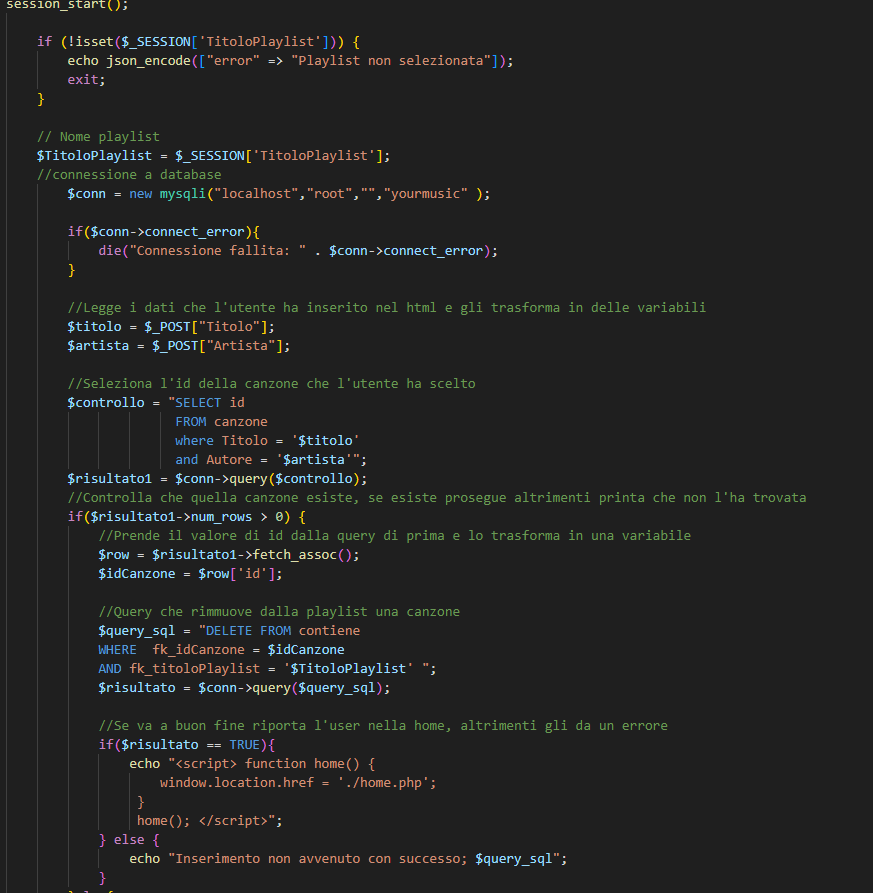 session_start();
if (!isset($_SESSION['TitoloPlaylist'])) {
echo json_encode(["error" => "Playlist non selezionata"]);
exit;
}
// Nome playlist
$TitoloPlaylist = $_SESSION['TitoloPlaylist'];
//connessione a database
$conn = new mysqli("localhost","root","","yourmusic" );
if($conn->connect_error){
die("Connessione fallita: " . $conn->connect_error);
}
//Legge i dati che l'utente ha inserito nel html e gli trasforma in delle variabili
$titolo = $_POST["Titolo"];
$artista = $_POST["Artista"];
//Seleziona l'id della canzone che l'utente ha scelto
$controllo = "SELECT id
FROM canzone
where Titolo = '$titolo'
and Autore = '$artista'";
$risultato1 = $conn->query($controllo);
//Controlla che quella canzone esiste, se esiste prosegue altrimenti printa che non l'ha trovata
if($risultato1->num_rows > 0) {
//Prende il valore di id dalla query di prima e lo trasforma in una variabile
$row = $risultato1->fetch_assoc();
$idCanzone = $row['id'];
//Query che rimmuove dalla playlist una canzone
$query_sql = "DELETE FROM contiene
WHERE  fk_idCanzone = $idCanzone
AND fk_titoloPlaylist = '$TitoloPlaylist' ";
$risultato = $conn->query($query_sql);
//Se va a buon fine riporta l'user nella home, altrimenti gli da un errore
if($risultato == TRUE){
echo "<script> function home() {
window.location.href = './home.php';
}
home(); </script>";
} else {
echo "Inserimento non avvenuto con successo; $query_sql";
}